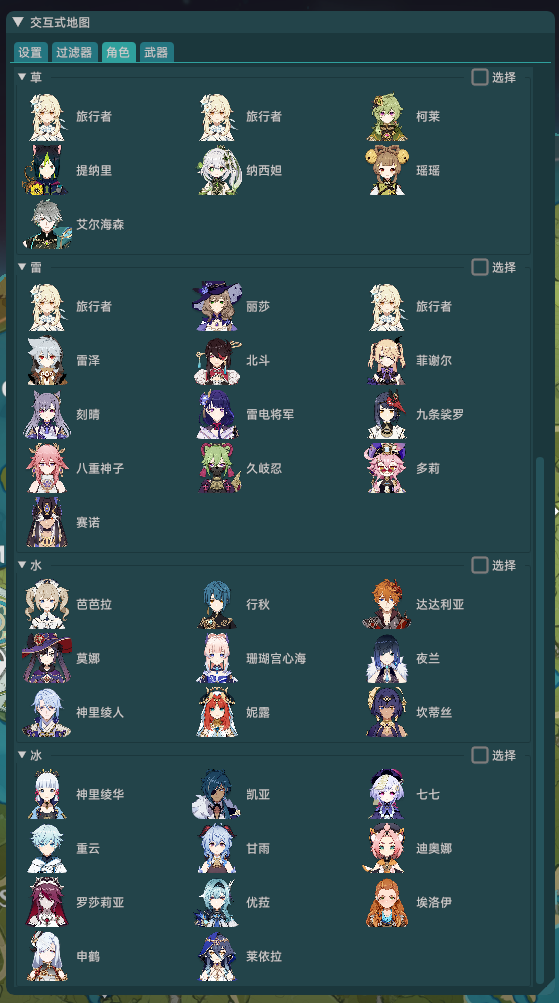 交互式地图
设置 过滤器 角色 武器
草 选择
旅行者 旅行者 柯莱
提纳里 纳西妲 瑶瑶
艾尔海森
雷 选择
旅行者 丽莎 旅行者
雷泽 北斗 菲谢尔
刻晴 雷电将军 九条裟罗
八重神子 久岐忍 多莉
赛诺
水 选择
芭芭拉 行秋 达达利亚
莫娜 珊瑚宫心海 夜兰
神里绫人 妮露 坎蒂丝
冰 选择
神里绫华 凯亚 七七
重云 甘雨 迪奥娜
罗莎莉亚 优菈 埃洛伊
申鹤 莱依拉